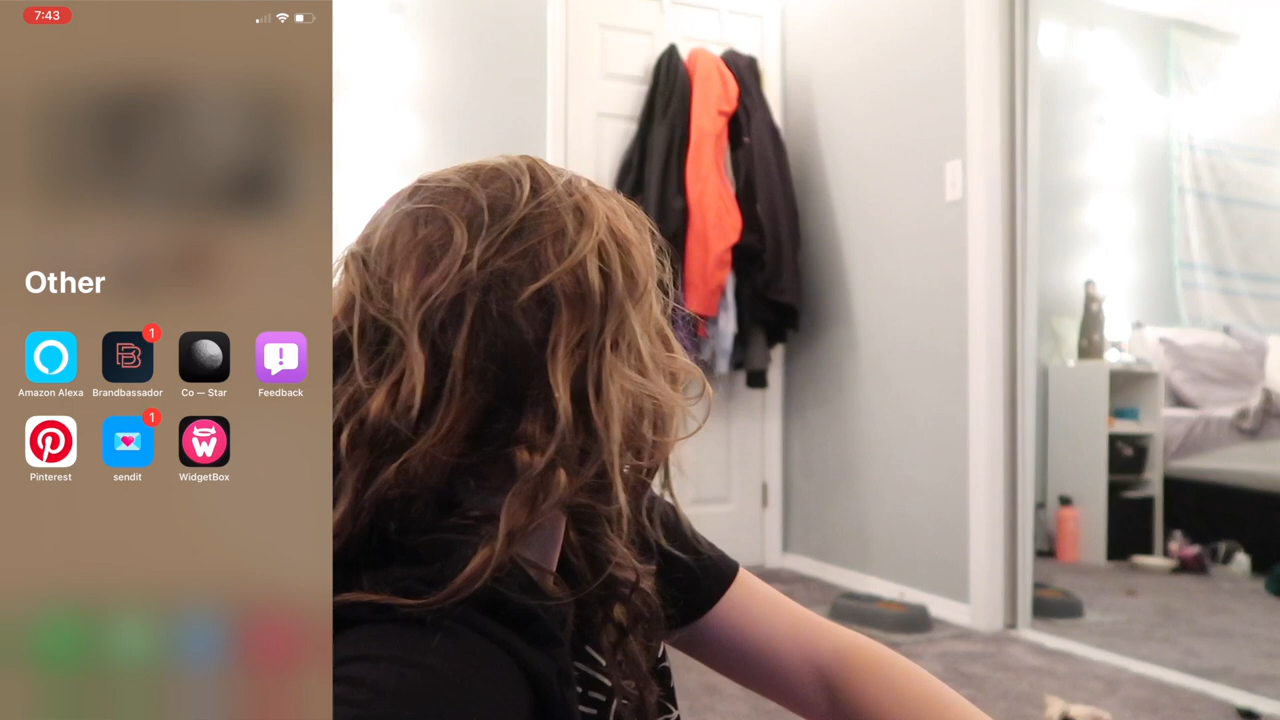 7:43
Other
1
Amazon Alexa
Brandbassador
Co — Star
Feedback
1
Pinterest
sendit
WidgetBox